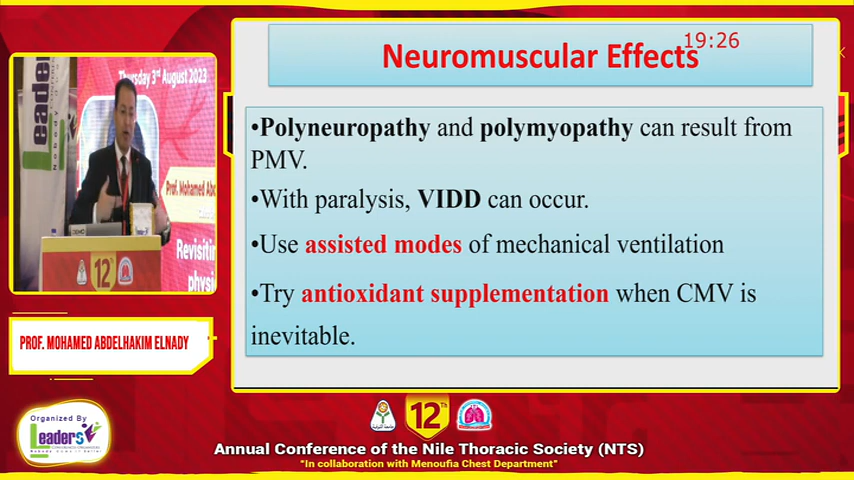 Neuromuscular Effects
19:26
•Polyneuropathy and polymyopathy can result from
PMV.
•With paralysis, VIDD can occur.
•Use assisted modes of mechanical ventilation
•Try antioxidant supplementation when CMV is
inevitable.
Leaders
Thursday 3rd August 2023
Prof. Mohamed Abd
Revisiti
physi
12
PROF. MOHAMED ABDELHAKIM ELNADY
Organized By
Leaders
12Th
Annual Conference of the Nile Thoracic Society (NTS)
"In collaboration with Menoufia Chest Department"